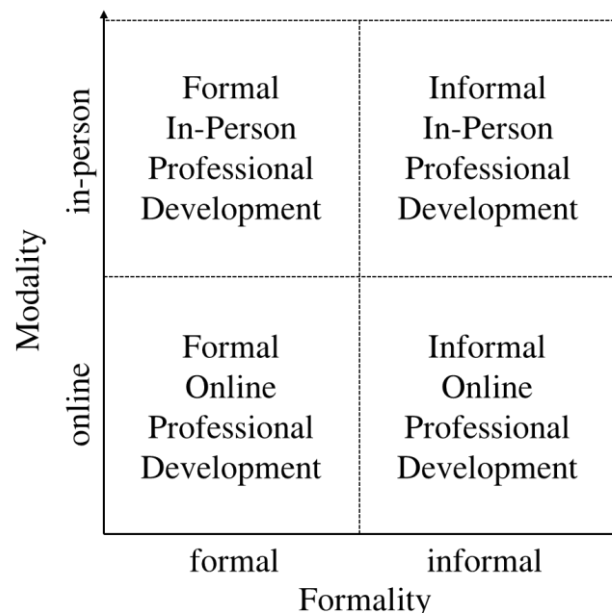 Formal
In-Person
Professional
Development
Informal
In-Person
Professional
Development
Formal
Online
Professional
Development
Informal
Online
Professional
Development
Modality
in-person
online
formal
informal
Formality